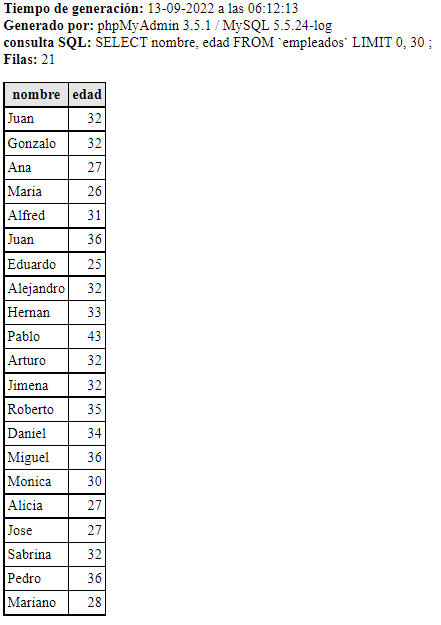 Tiempo de generación: 13-09-2022 a las 06:12:13
Generado por: phpMyAdmin 3.5.1 / MySQL 5.5.24-log
consulta SQL: SELECT nombre, edad FROM `empleados` LIMIT 0, 30 ;
Filas: 21
nombre edad
Juan 32
Gonzalo 32
Ana 27
Maria 26
Alfred 31
Juan 36
Eduardo 25
Alejandro 32
Hernan 33
Pablo 43
Arturo 32
Jimena 32
Roberto 35
Daniel 34
Miguel 36
Monica 30
Alicia 27
Jose 27
Sabrina 32
Pedro 36
Mariano 28